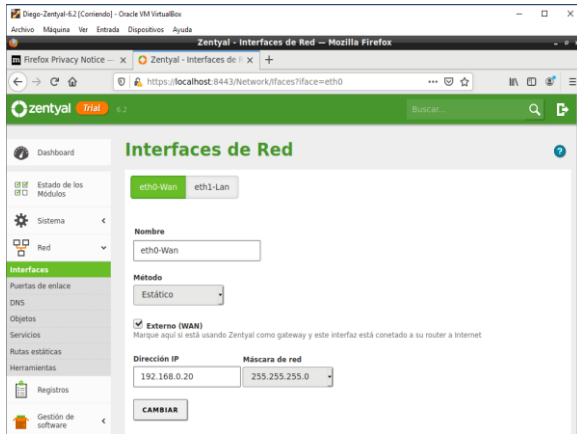 Diego-Zentyal-6.2 [Corriendo] - Oracle VM VirtualBox
Archivo Máquina Ver Entrada Dispositivos Ayuda
Zentyal - Interfaces de Red — Mozilla Firefox
Firefox Privacy Notice —
Zentyal - Interfaces de R
https://localhost:8443/Network/Ifaces?iface=eth0
zentyal Trial 6.2
Buscar...
Dashboard
Estado de los
Módulos
Sistema
Red
Interfaces
Puertas de enlace
DNS
Objetos
Servicios
Rutas estáticas
Herramientas
Registros
Gestión de
software
Interfaces de Red
eth0-Wan eth1-Lan
Nombre
eth0-Wan
Método
Estático
Externo (WAN)
Marque aquí si está usando Zentyal como gateway y este interfaz está conetado a su router a Internet
Dirección IP Máscara de red
192.168.0.20 255.255.255.0
CAMBIAR